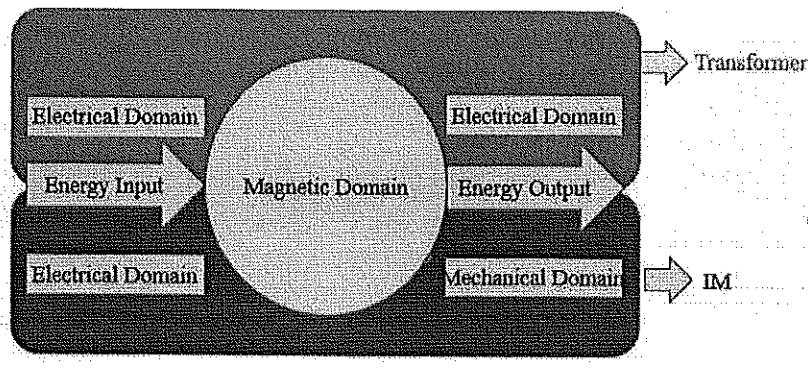 Transformer
Electrical Domain
Electrical Domain
Energy Input
Magnetic Domain
Energy Output
Electrical Domain
Mechanical Domain
IM